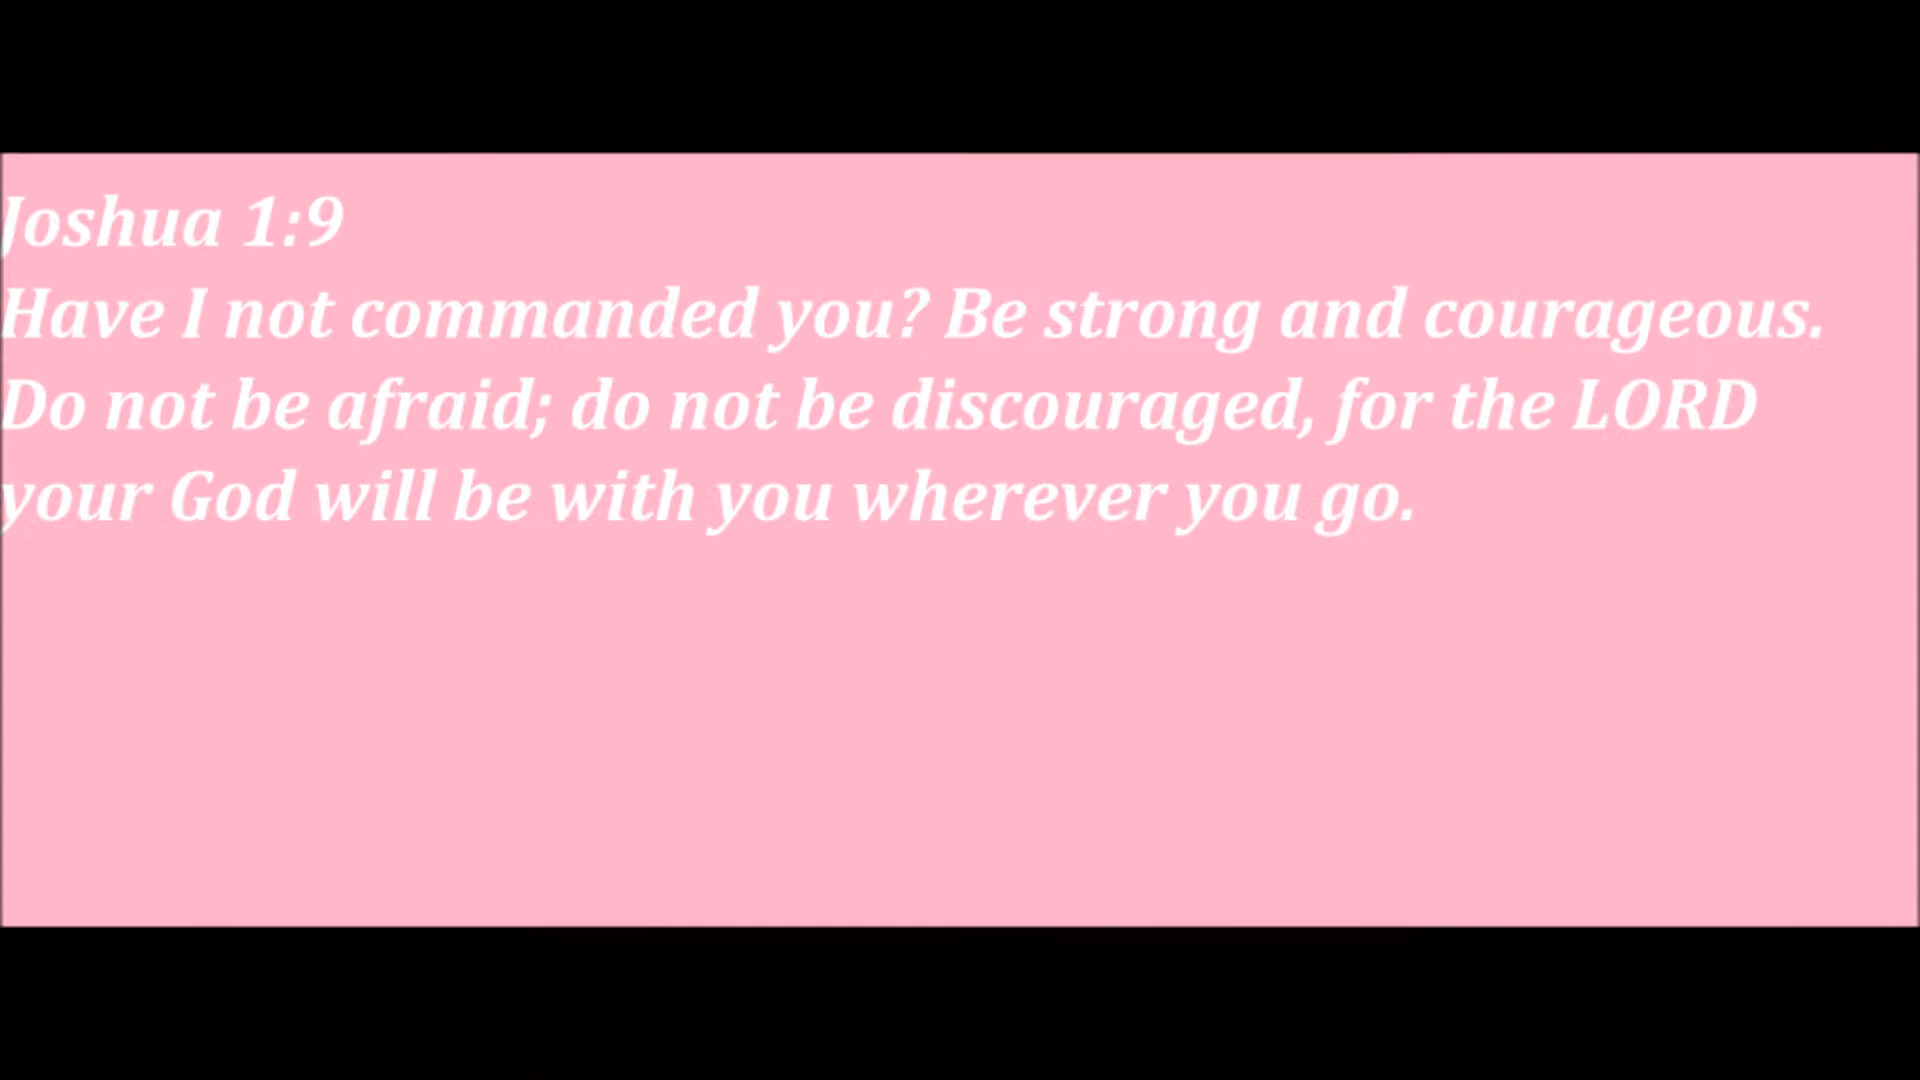 Joshua 1:9
Have I not commanded you? Be strong and courageous.
Do not be afraid; do not be discouraged, for the LORD
your God will be with you wherever you go.